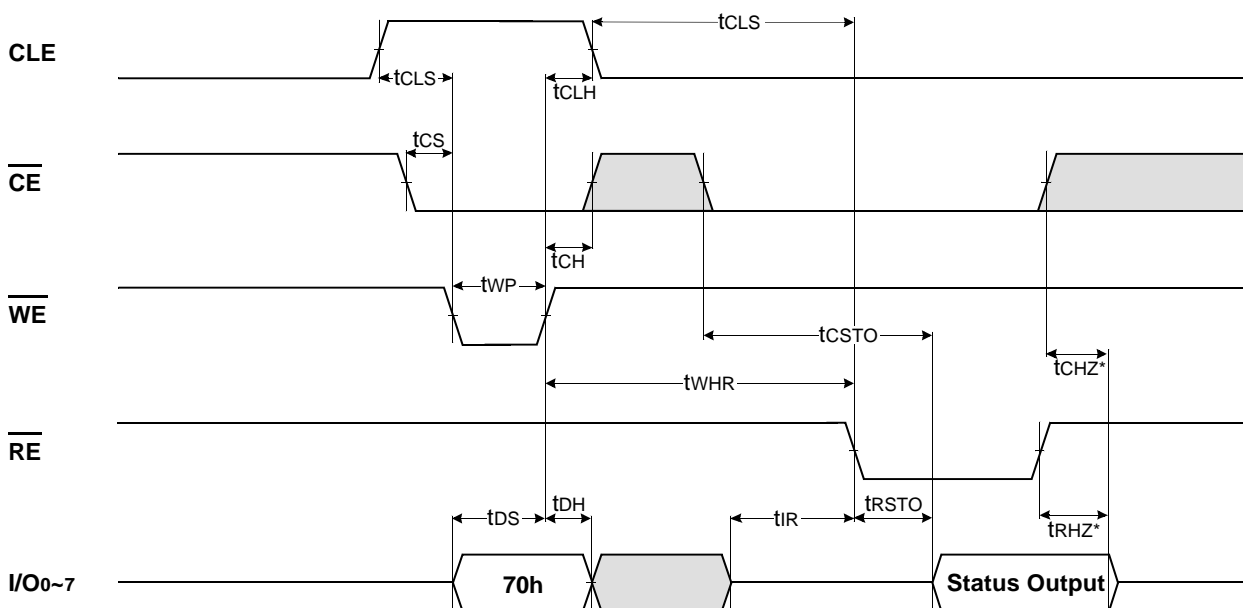 tCLS
CLE
tCLS
tCLH
tCS
CE
tCH
tWP
WE
tCSTO
tCHZ*
tWHR
RE
tDH
tDS
tIR
tRSTO
tRHZ*
I/O0~7
70h
Status Output